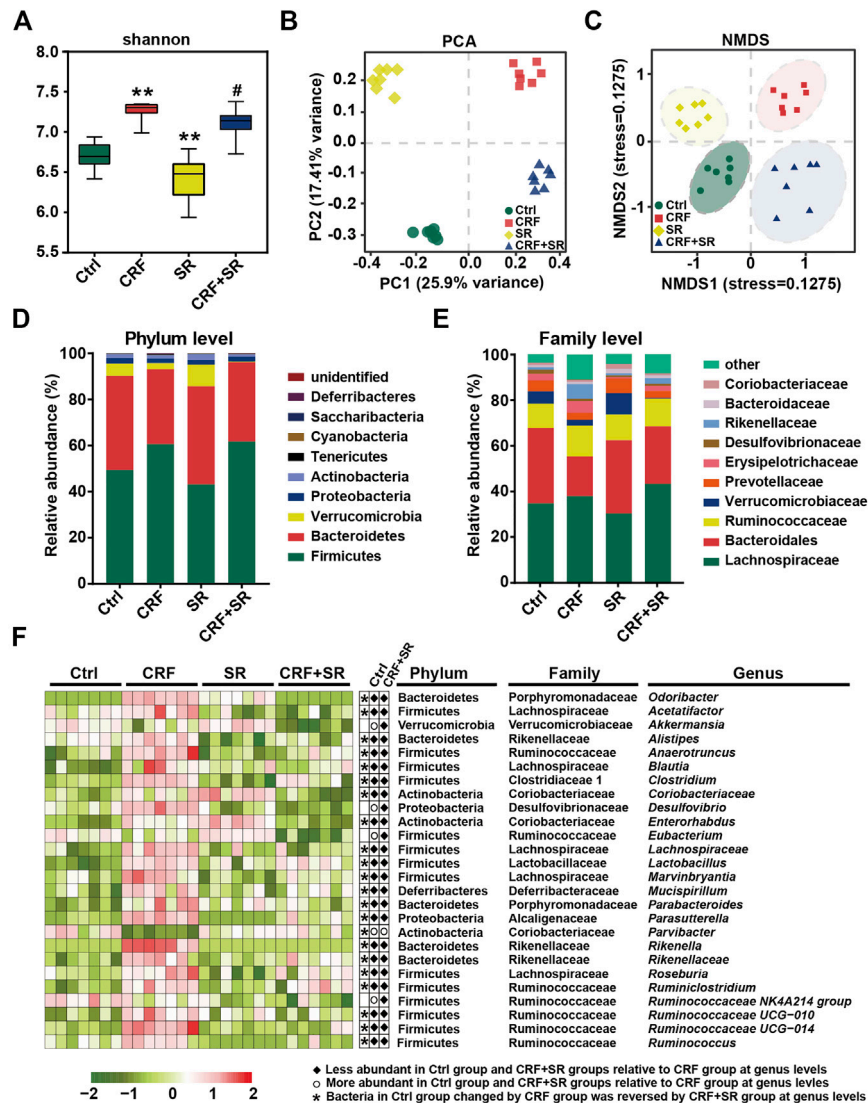 A
shannon
8.0
7.5
7.0
6.5
6.0
5.5
**
**
#
Ctrl
CRF
SR
CRF+SR
B
PCA
PC2 (17.41% variance)
0.2
0.1
0.0
-0.1
-0.2
-0.3
Ctrl
CRF
SR
CRF+SR
-0.4 -0.2 0.0 0.2 0.4
PC1 (25.9% variance)
C
NMDS
NMDS2 (stress=0.1275)
1
0
-1
Ctrl
CRF
SR
CRF+SR
-1 0 1
NMDS1 (stress=0.1275)
D
Phylum level
Relative abundance (%)
100
80
60
40
20
0
Ctrl
CRF
SR
CRF+SR
unidentified
Deferribacteres
Saccharibacteria
Cyanobacteria
Tenericutes
Actinobacteria
Proteobacteria
Verrucomicrobia
Bacteroidetes
Firmicutes
E
Family level
Relative abundance (%)
100
80
60
40
20
0
Ctrl
CRF
SR
CRF+SR
other
Coriobacteriaceae
Bacteroidaceae
Rikenellaceae
Desulfovibrionaceae
Erysipelotrichaceae
Prevotellaceae
Verrucomicrobiaceae
Ruminococcaceae
Bacteroidales
Lachnospiraceae
F
Ctrl CRF SR CRF+SR Ctrl CRF+SR Phylum Family Genus
*◆◆ Bacteroidetes Porphyromonadaceae Odoribacter
*◆◆ Firmicutes Lachnospiraceae Acetatifactor
○◆ Verrucomicrobia Verrucomicrobiaceae Akkermansia
*◆◆ Bacteroidetes Rikenellaceae Alistipes
*◆◆ Firmicutes Ruminococcaceae Anaerotruncus
*◆◆ Firmicutes Lachnospiraceae Blautia
*◆◆ Firmicutes Clostridiaceae 1 Clostridium
*◆◆ Actinobacteria Coriobacteriaceae Coriobacteriaceae
○◆ Proteobacteria Desulfovibrionaceae Desulfovibrio
*◆◆ Actinobacteria Coriobacteriaceae Enterorhabdus
○◆ Firmicutes Ruminococcaceae Eubacterium
*◆◆ Firmicutes Lachnospiraceae Lachnospiraceae
*◆◆ Firmicutes Lactobacillaceae Lactobacillus
*◆◆ Firmicutes Lachnospiraceae Marvinbryantia
*◆◆ Deferribacteres Deferribacteraceae Mucispirillum
*◆◆ Bacteroidetes Porphyromonadaceae Parabacteroides
*◆◆ Proteobacteria Alcaligenaceae Parasutterella
*○○ Actinobacteria Coriobacteriaceae Parvibacter
*◆◆ Bacteroidetes Rikenellaceae Rikenella
*◆◆ Bacteroidetes Rikenellaceae Rikenellaceae
*◆◆ Firmicutes Lachnospiraceae Roseburia
*◆◆ Firmicutes Ruminococcaceae Ruminiclostridium
○◆ Firmicutes Ruminococcaceae Ruminococcaceae NK4A214 group
*◆◆ Firmicutes Ruminococcaceae Ruminococcaceae UCG−010
*◆◆ Firmicutes Ruminococcaceae Ruminococcaceae UCG−014
*◆◆ Firmicutes Ruminococcaceae Ruminococcus
−2 −1 0 1 2
◆ Less abundant in Ctrl group and CRF+SR groups relative to CRF group at genus levels
○ More abundant in Ctrl group and CRF+SR groups relative to CRF group at genus levles
* Bacteria in Ctrl group changed by CRF group was reversed by CRF+SR group at genus levels